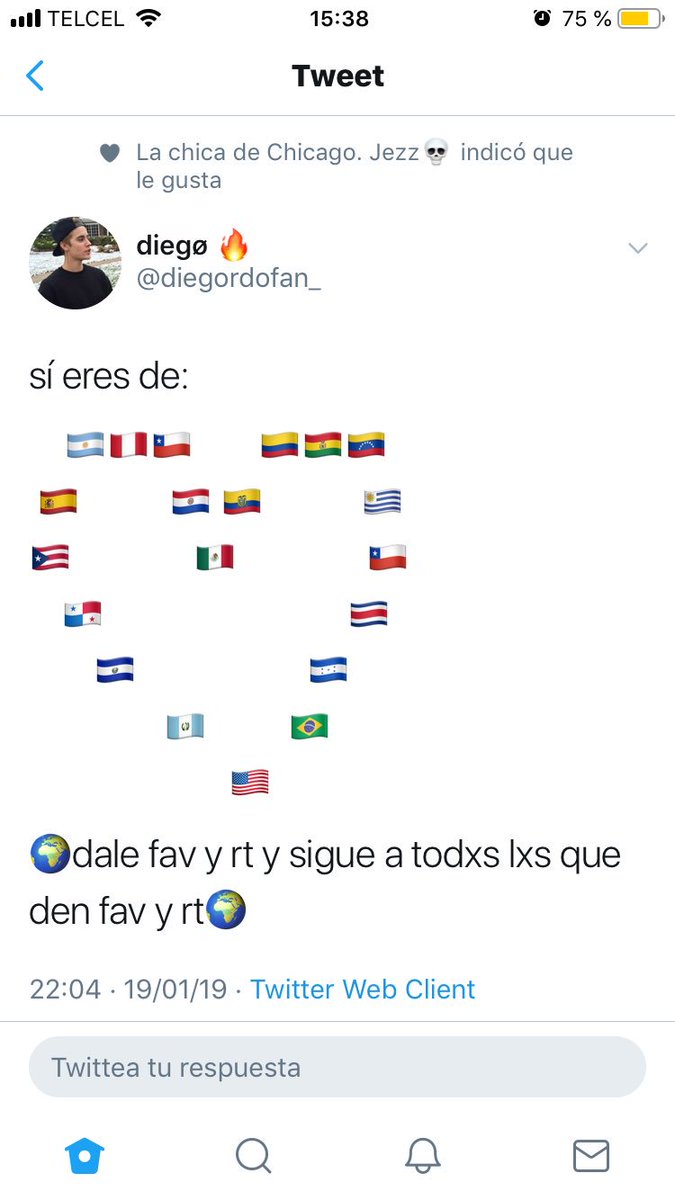 TELCEL 15:38 75 %
Tweet
La chica de Chicago. Jezz💀 indicó que
le gusta
diegø 🔥
@diegordofan_
sí eres de:
🇦🇷🇵🇪🇨🇱 🇨🇴🇧🇴🇻🇪
🇪🇸 🇵🇾 🇪🇨 🇺🇾
🇵🇷 🇲🇽 🇨🇱
🇵🇦 🇨🇷
🇸🇻 🇭🇳
🇬🇹 🇧🇷
🇺🇸
🌍dale fav y rt y sigue a todxs lxs que
den fav y rt🌍
22:04 · 19/01/19 · Twitter Web Client
Twittea tu respuesta